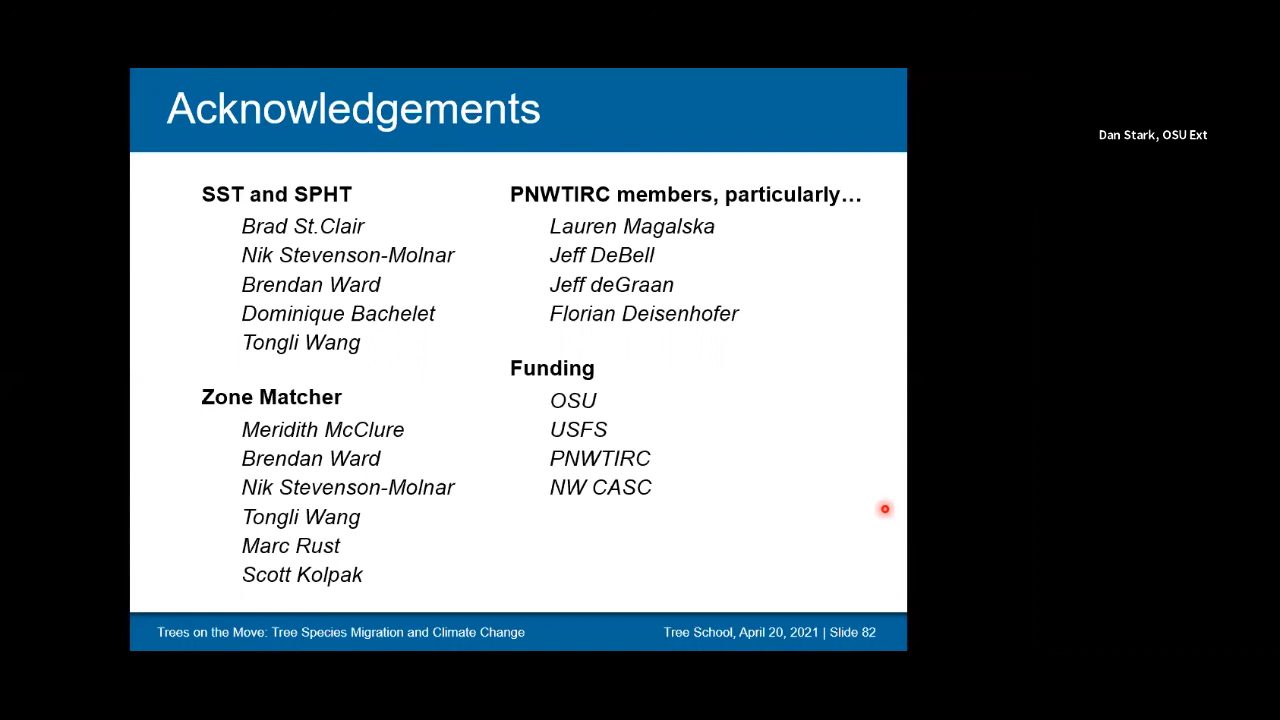 Acknowledgements
SST and SPHT
Brad St.Clair
Nik Stevenson-Molnar
Brendan Ward
Dominique Bachelet
Tongli Wang
Zone Matcher
Meridith McClure
Brendan Ward
Nik Stevenson-Molnar
Tongli Wang
Marc Rust
Scott Kolpak
PNWTIRC members, particularly…
Lauren Magalska
Jeff DeBell
Jeff deGraan
Florian Deisenhofer
Funding
OSU
USFS
PNWTIRC
NW CASC
Trees on the Move: Tree Species Migration and Climate Change
Tree School, April 20, 2021 | Slide 82
Dan Stark, OSU Ext